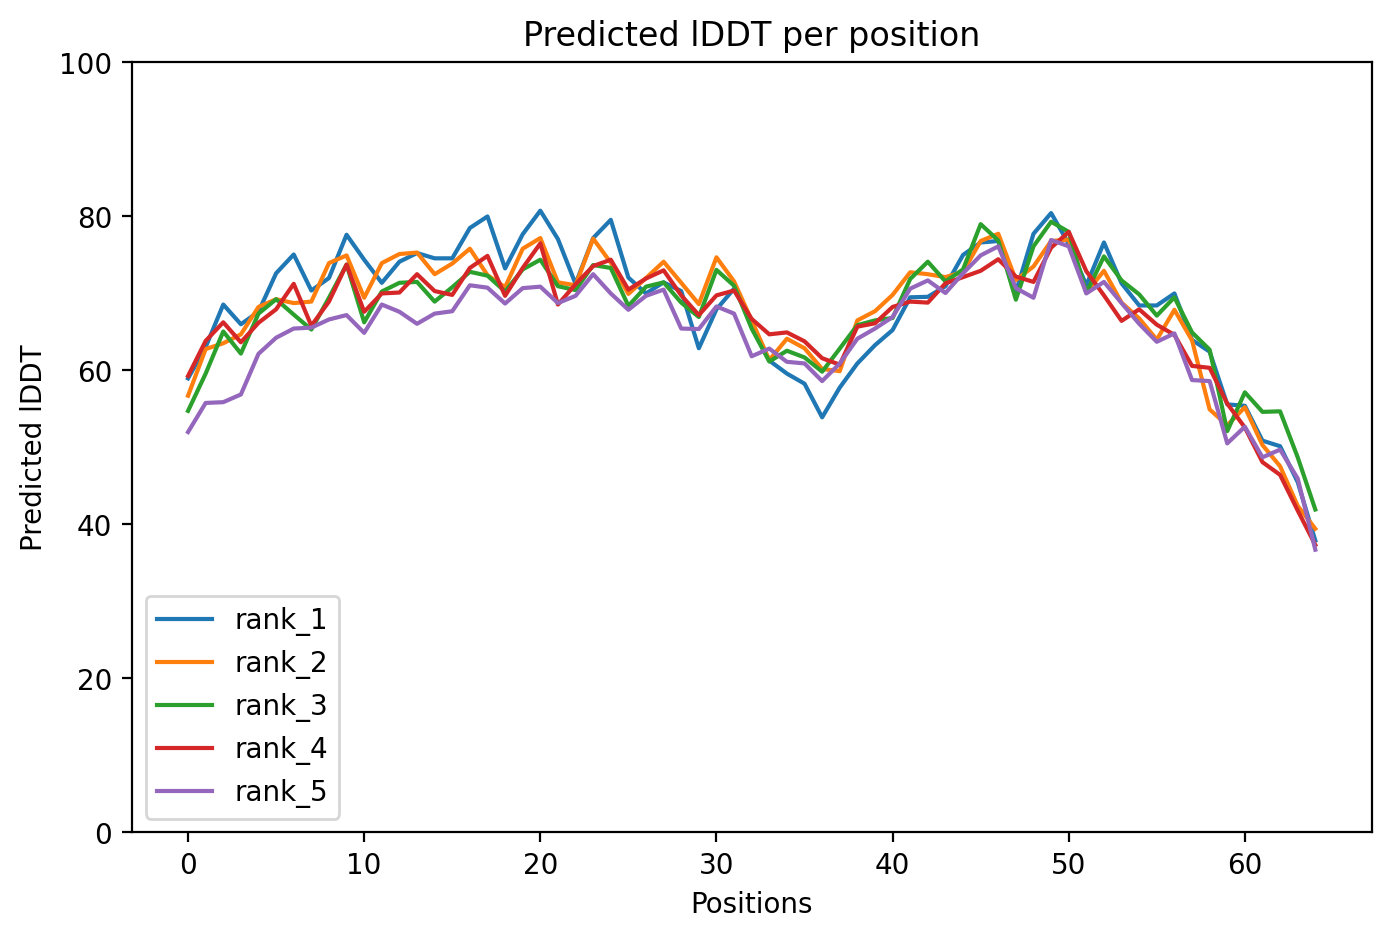 Predicted lDDT per position
100
80
60
40
20
0
Predicted lDDT
rank_1
rank_2
rank_3
rank_4
rank_5
0 10 20 30 40 50 60
Positions